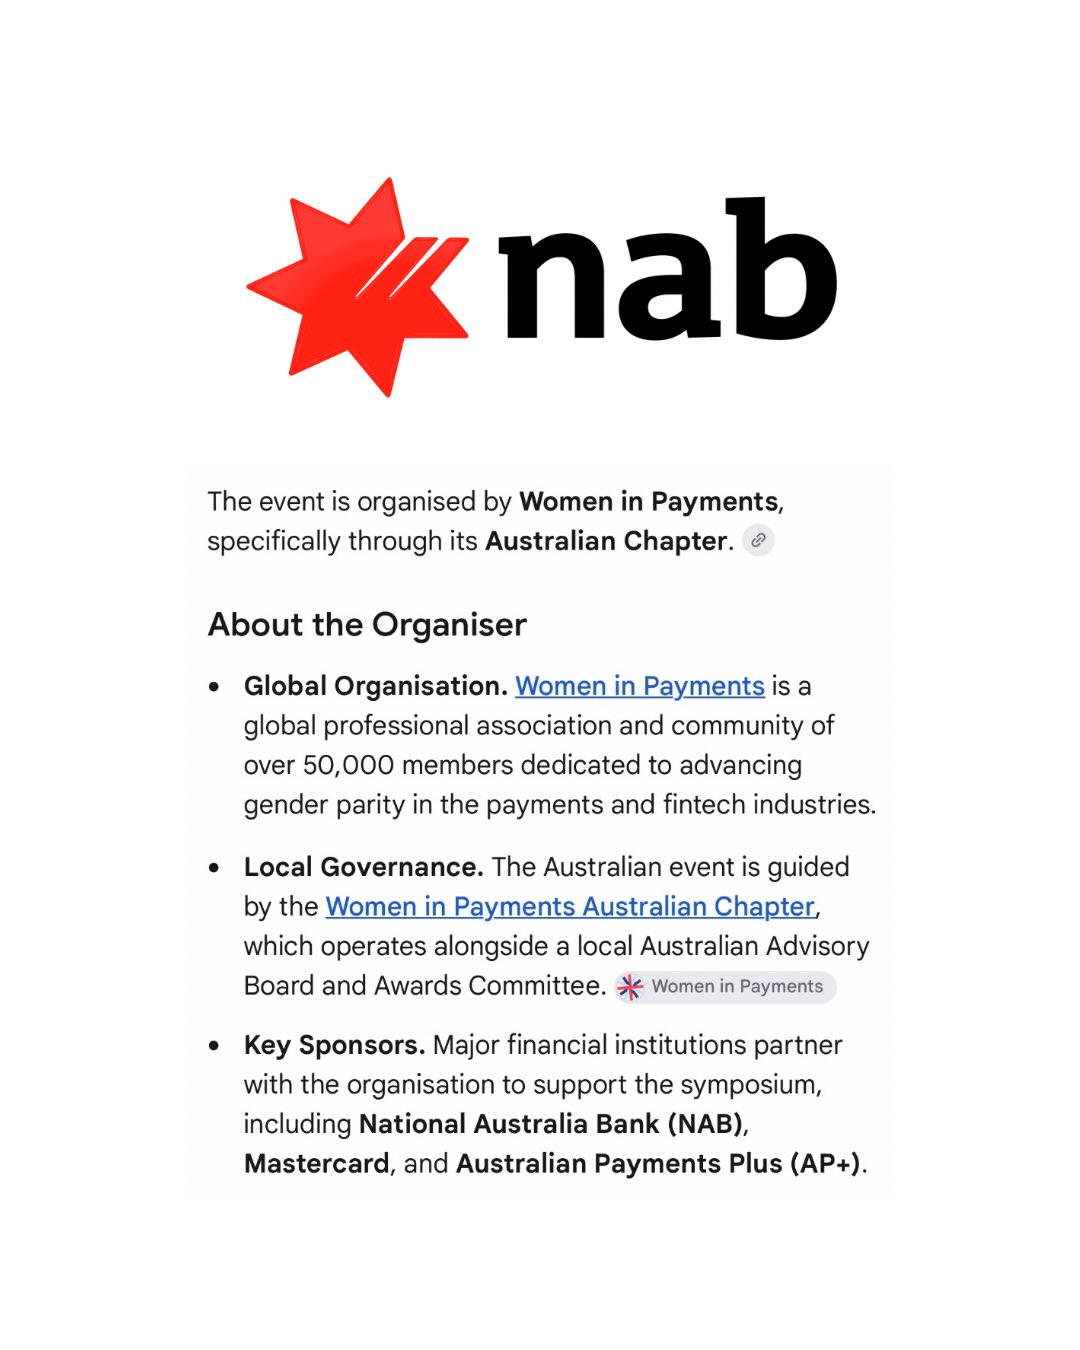 nab
The event is organised by Women in Payments,
specifically through its Australian Chapter.
About the Organiser
• Global Organisation. Women in Payments is a
global professional association and community of
over 50,000 members dedicated to advancing
gender parity in the payments and fintech industries.
• Local Governance. The Australian event is guided
by the Women in Payments Australian Chapter,
which operates alongside a local Australian Advisory
Board and Awards Committee. Women in Payments
• Key Sponsors. Major financial institutions partner
with the organisation to support the symposium,
including National Australia Bank (NAB),
Mastercard, and Australian Payments Plus (AP+).